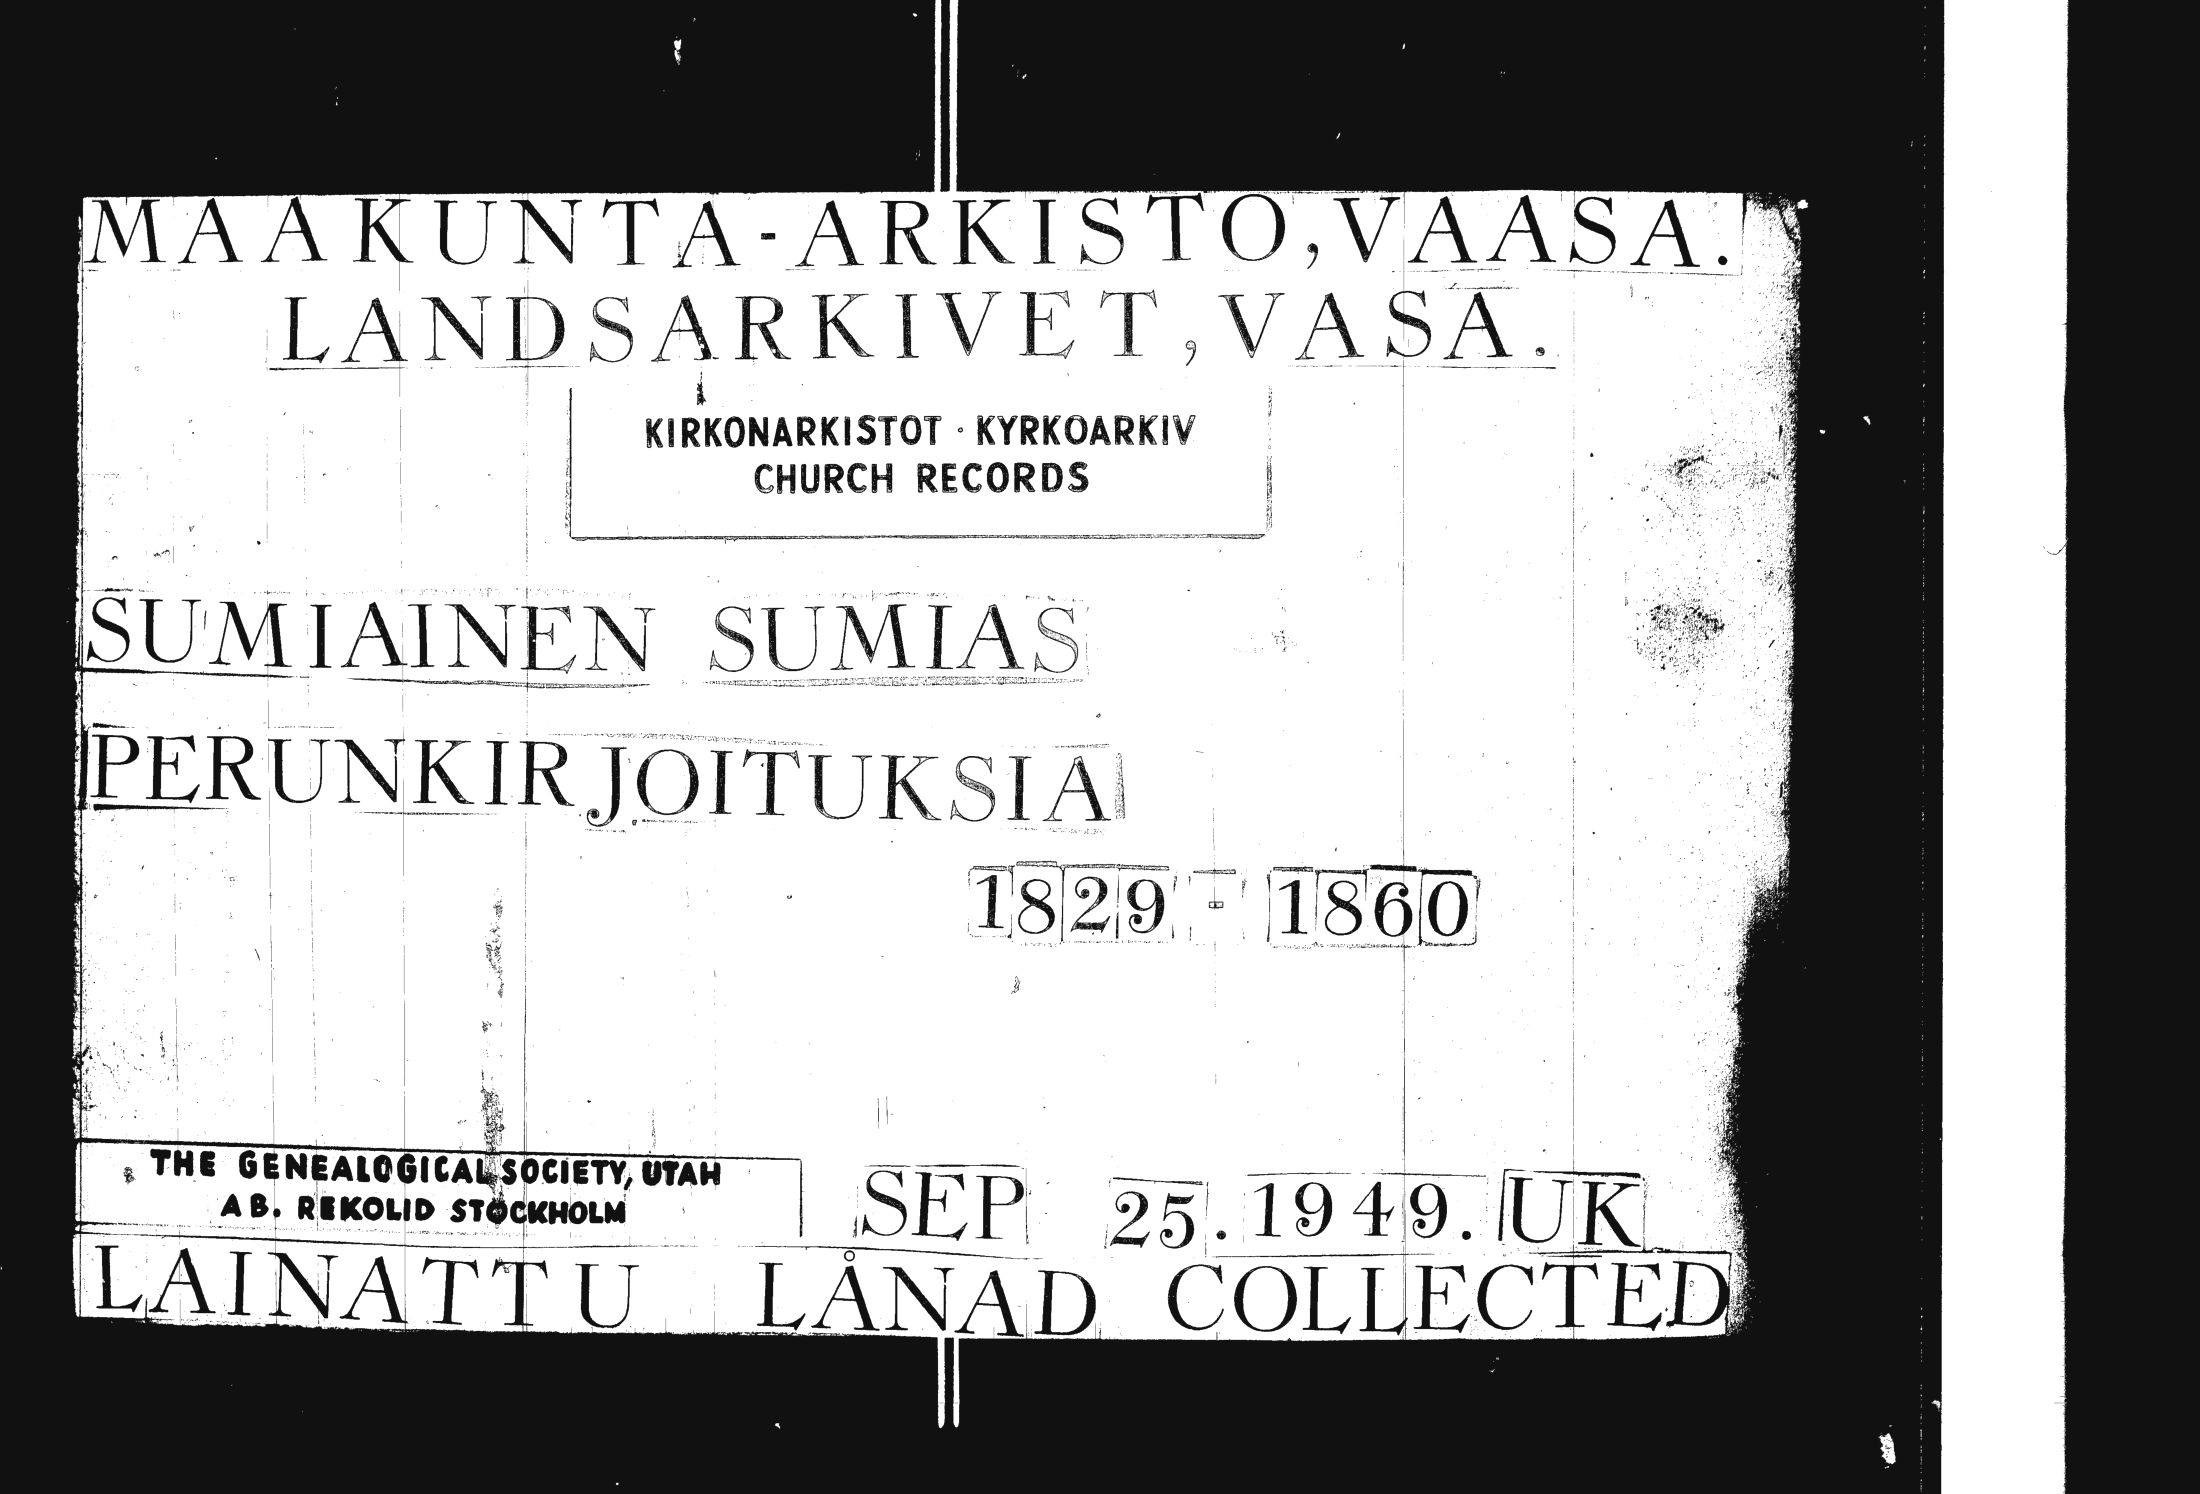 MAAKUNTA-ARKISTO, VAASA.
LANDSARKIVET, VASA.
KIRKONARKISTOT · KYRKOARKIV
CHURCH RECORDS
SUMIAINEN SUMIAS
PERUNKIRJOITUKSIA
1829 - 1860
THE GENEALOGICAL SOCIETY, UTAH
AB. REKOLID STOCKHOLM
SEP 25. 1949. UK
LAINATTU LÅNAD COLLECTED